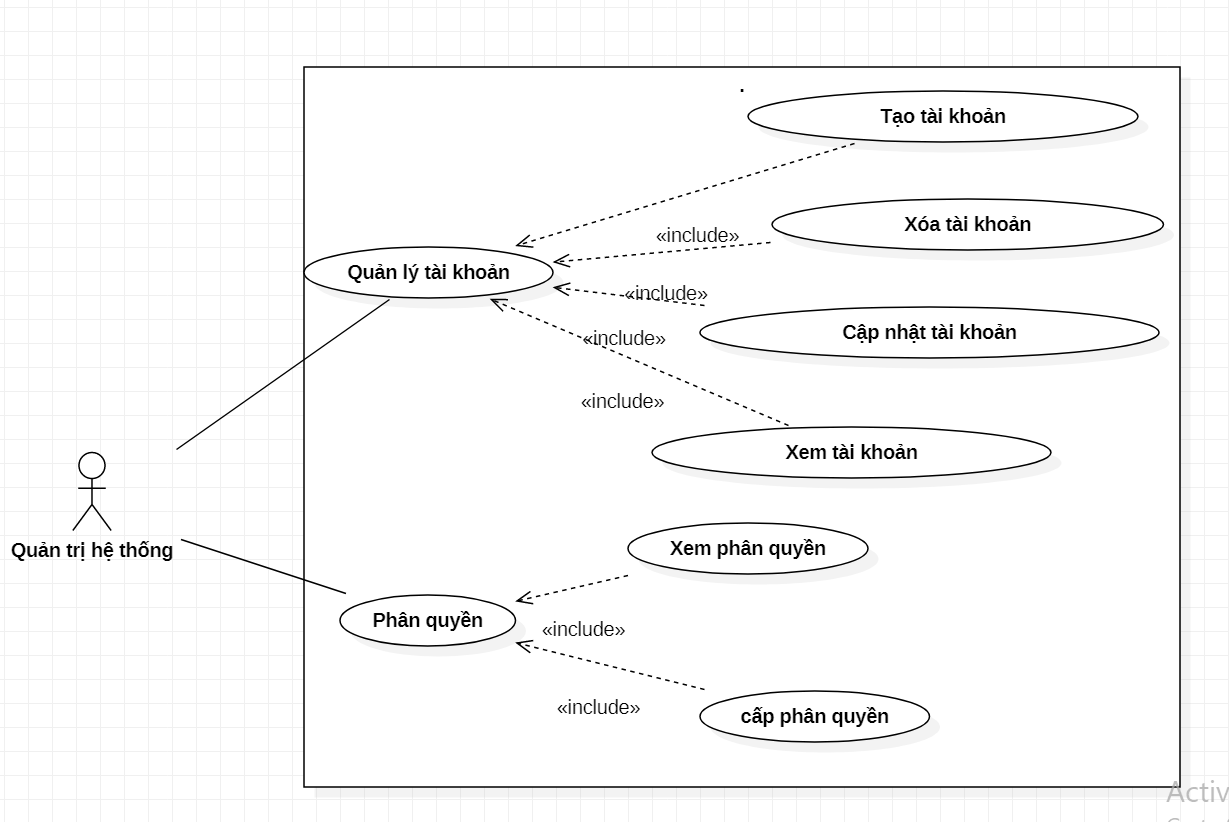 Tạo tài khoản
Xóa tài khoản
«include»
Quản lý tài khoản
«include»
Cập nhật tài khoản
«include»
«include»
Xem tài khoản
Xem phân quyền
Quản trị hệ thống
Phân quyền
«include»
«include»
cấp phân quyền
Activ